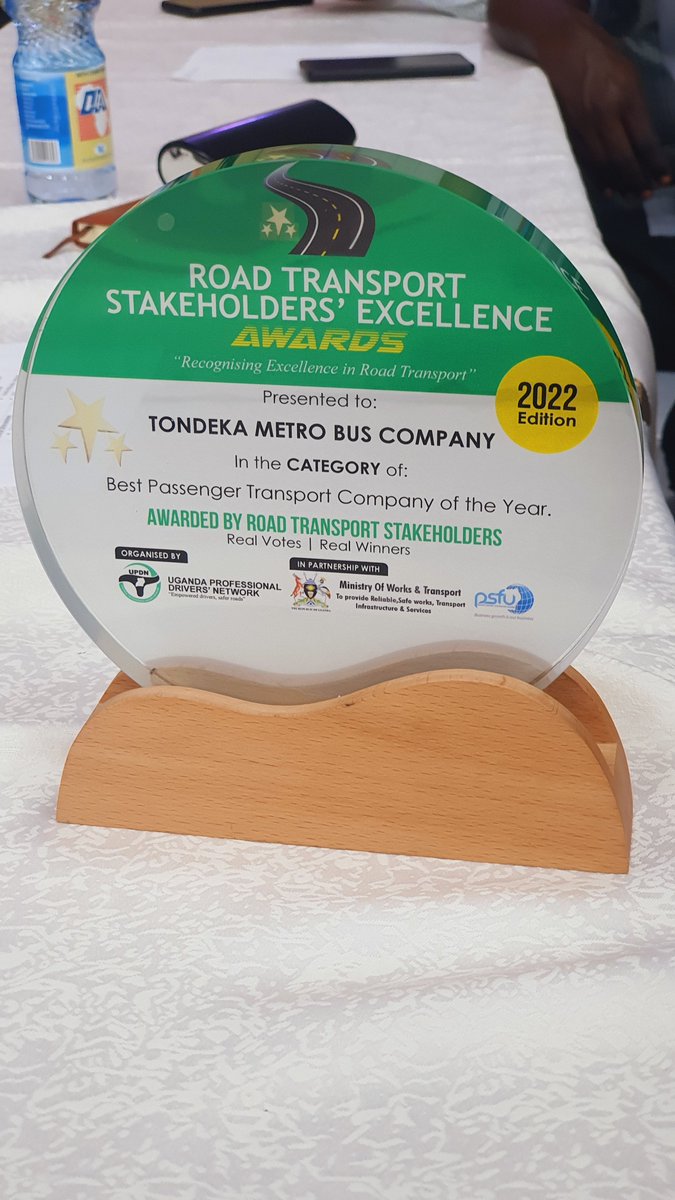 ROAD TRANSPORT
STAKEHOLDERS' EXCELLENCE
AWARDS
"Recognising Excellence in Road Transport"
2022
Edition
Presented to:
TONDEKA METRO BUS COMPANY
In the CATEGORY of:
Best Passenger Transport Company of the Year.
AWARDED BY ROAD TRANSPORT STAKEHOLDERS
Real Votes | Real Winners
ORGANISED BY
UPDN
UGANDA PROFESSIONAL
DRIVERS' NETWORK
"Empowered drivers, safer roads"
IN PARTNERSHIP WITH
Ministry Of Works & Transport
To provide Reliable,Safe works, Transport
Infrastructure & Services
psfu